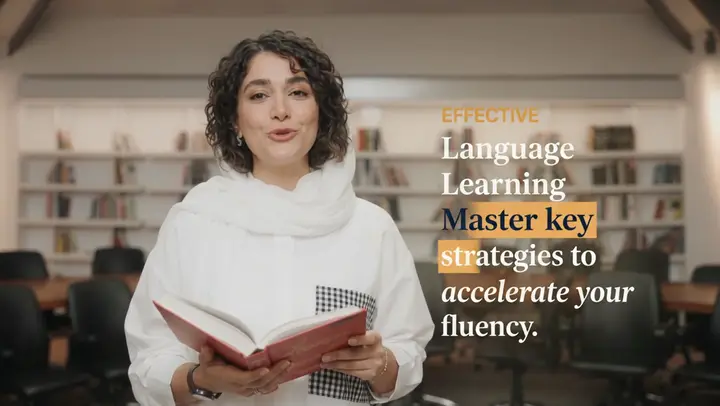 EFFECTIVE
Language
Learning
Master key
strategies to
accelerate your
fluency.